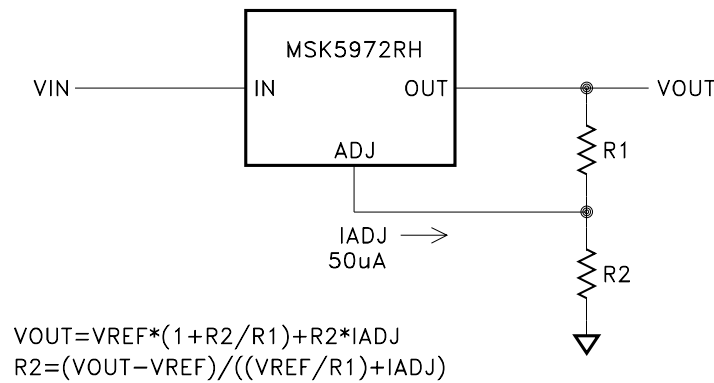 MSK5972RH
VIN
IN
OUT
VOUT
ADJ
R1
IADJ
50uA
R2
VOUT=VREF*(1+R2/R1)+R2*IADJ
R2=(VOUT-VREF)/((VREF/R1)+IADJ)